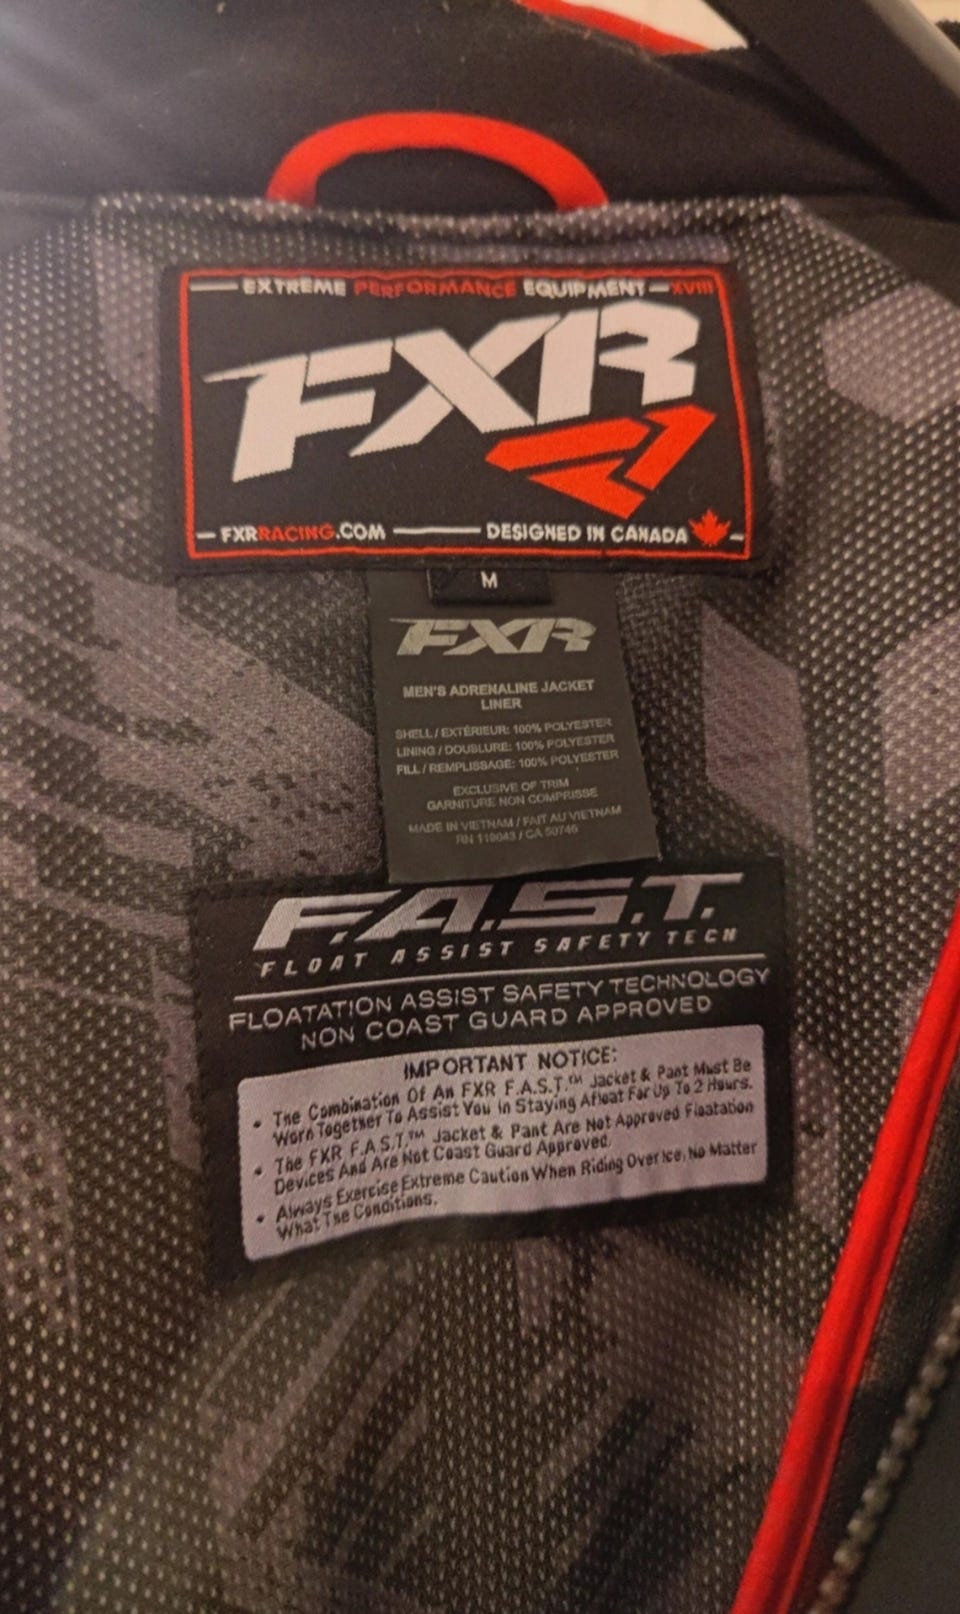 EXTREME PERFORMANCE EQUIPMENT XVIII
FXR
FXRRACING.COM DESIGNED IN CANADA
M
FXR
MEN'S ADRENALINE JACKET
LINER
SHELL / EXTÉRIEUR: 100% POLYESTER
LINING / DOUBLURE: 100% POLYESTER
FILL / REMPLISSAGE: 100% POLYESTER
EXCLUSIVE OF TRIM
GARNITURE NON COMPRISSE
MADE IN VIETNAM / FAIT AU VIETNAM
RN 118043 / CA 50746
F.A.S.T.
FLOAT ASSIST SAFETY TECH
FLOATATION ASSIST SAFETY TECHNOLOGY
NON COAST GUARD APPROVED
IMPORTANT NOTICE:
• The Combination Of An FXR F.A.S.T.™ Jacket & Pant Must Be
Worn Together To Assist You In Staying Afloat For Up To 2 Hours.
• The FXR F.A.S.T.™ Jacket & Pant Are Not Approved Floatation
Devices And Are Not Coast Guard Approved.
• Always Exercise Extreme Caution When Riding Over Ice, No Matter
What The Conditions.